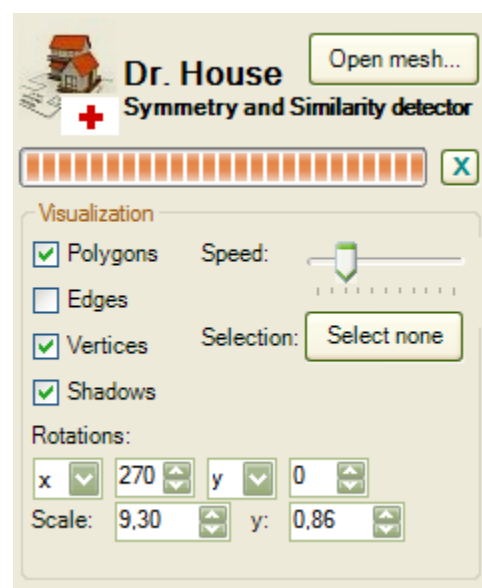 Dr. House
Open mesh...
Symmetry and Similarity detector
X
Visualization
Polygons Speed:
Edges
Vertices Selection: Select none
Shadows
Rotations:
x 270 y 0
Scale: 9,30 y: 0,86